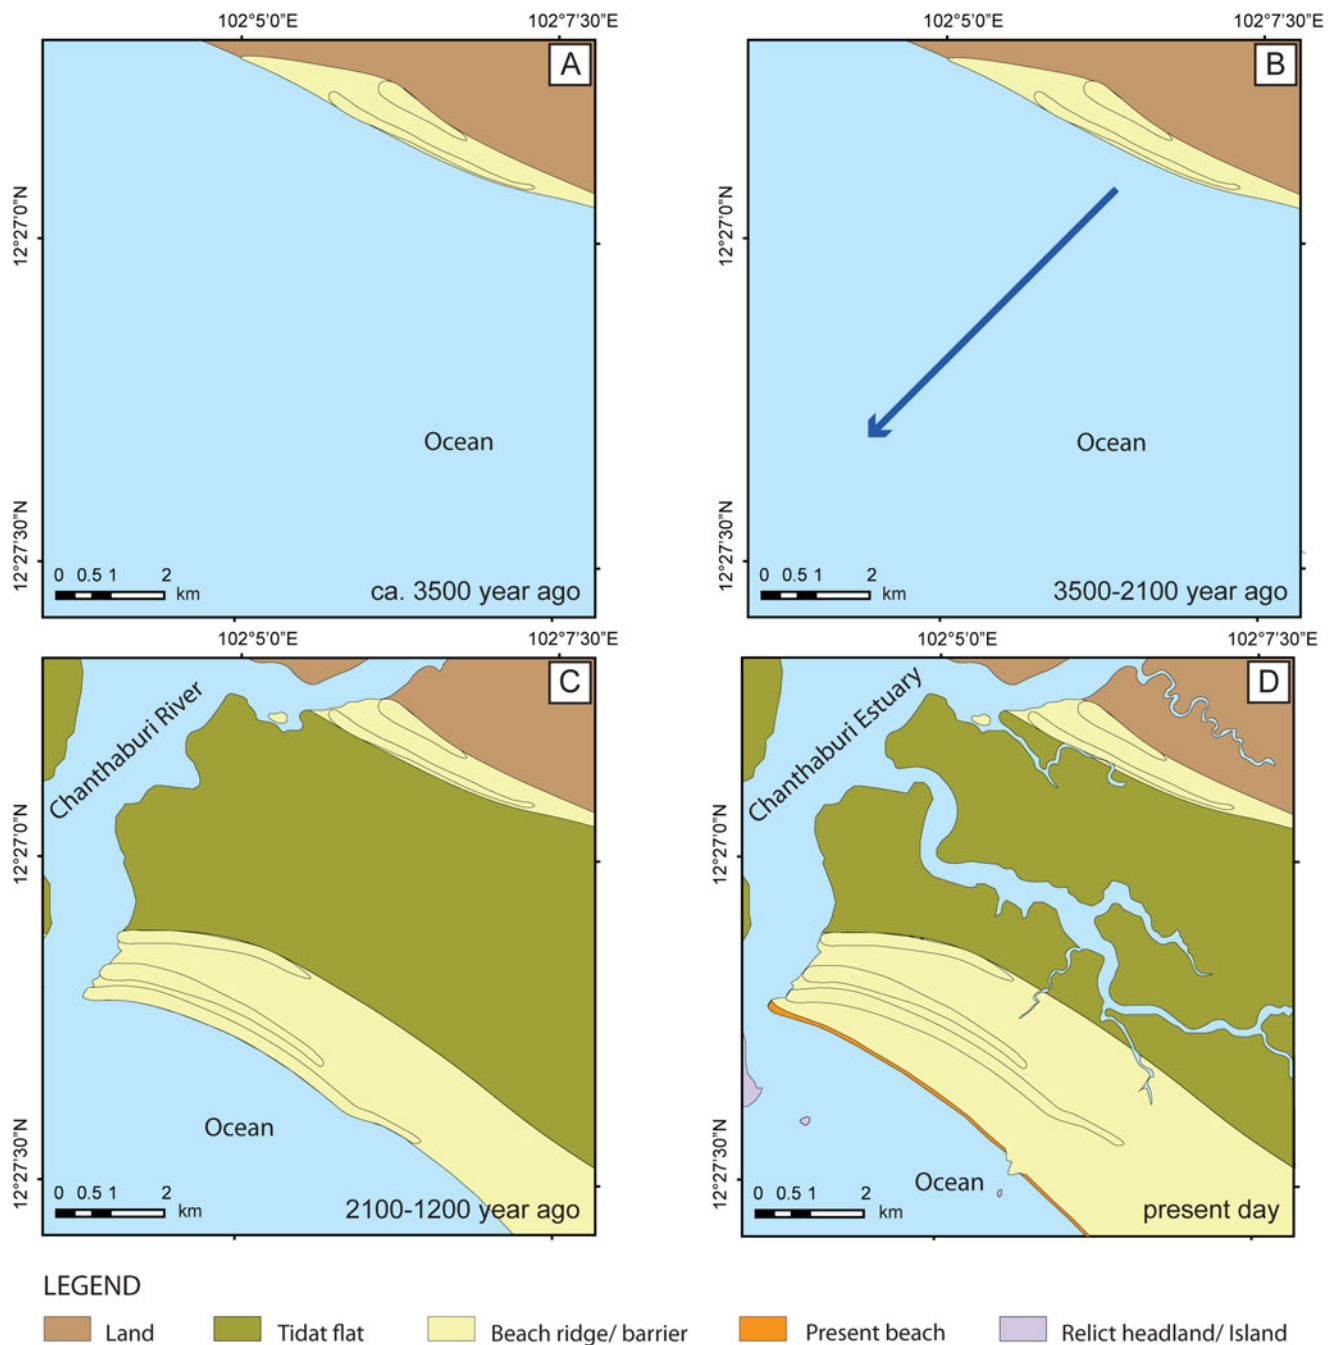 102°5'0"E 102°7'30"E 102°5'0"E 102°7'30"E
A
B
12°27'0"N
12°27'0"N
Ocean
Ocean
12°27'30"N
12°27'30"N
0 0.5 1 2
km
ca. 3500 year ago
0 0.5 1 2
km
3500-2100 year ago
102°5'0"E 102°7'30"E 102°5'0"E 102°7'30"E
C
D
Chanthaburi River
Chanthaburi Estuary
12°27'0"N
12°27'0"N
Ocean
Ocean
12°27'30"N
12°27'30"N
0 0.5 1 2
km
2100-1200 year ago
0 0.5 1 2
km
present day
LEGEND
Land Tidat flat Beach ridge/ barrier Present beach Relict headland/ Island